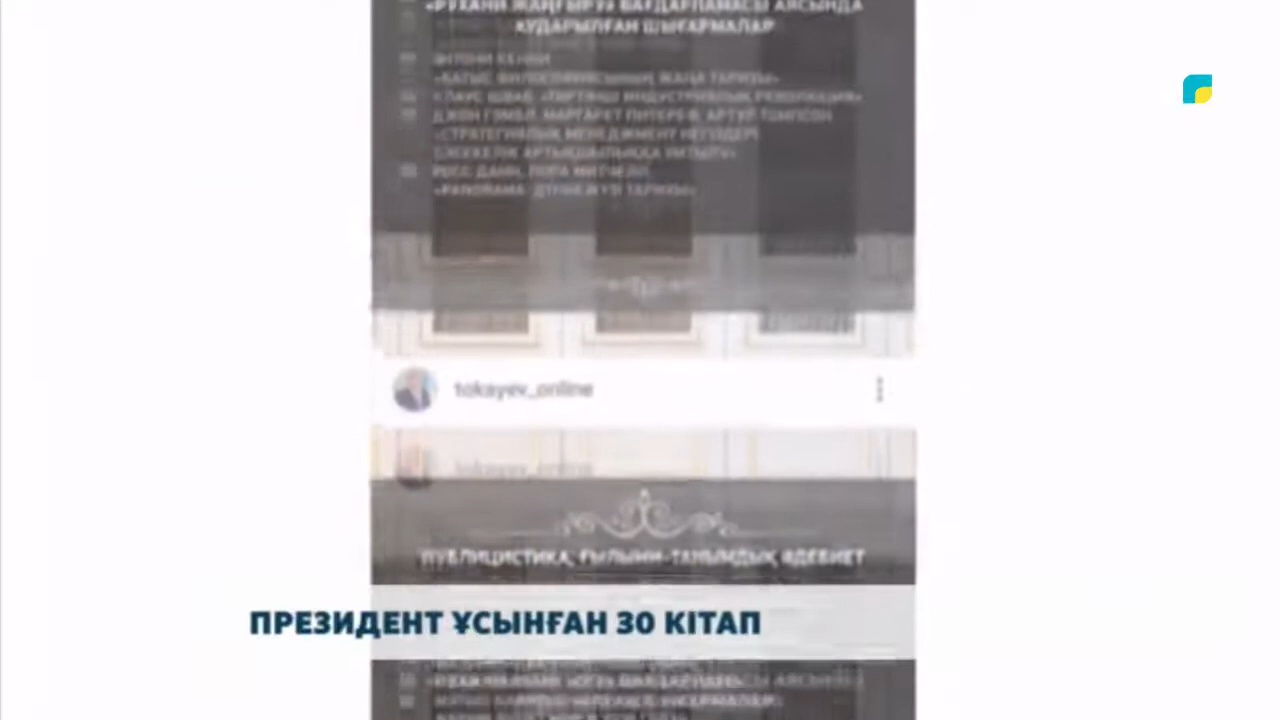 «РУХАНИ ЖАҢҒЫРУ» БАҒДАРЛАМАСЫ АЯСЫНДА
АУДАРЫЛҒАН ШЫҒАРМАЛАР
ЭНТОНИ КЕННИ
«БАТЫС ФИЛОСОФИЯСЫНЫҢ ЖАҢА ТАРИХЫ»
КЛАУС ШВАБ, «ТӨРТІНШІ ИНДУСТРИЯЛЫҚ РЕВОЛЮЦИЯ»
ДЖОН ГЭМБЛ, МАРГАРЕТ ПИТЕРАФ, АРТУР ТОМПСОН
«СТРАТЕГИЯЛЫҚ МЕНЕДЖМЕНТ НЕГІЗДЕРІ
БӘСЕКЕЛІК АРТЫҚШЫЛЫҚҚА ҰМТЫЛУ»
РОСС ДАНН, ЛОРА МИТЧЕЛЛ
«PANORAMA: ДҮНИЕЖҮЗІ ТАРИХЫ»
tokayev_online
tokayev_online
ПУБЛИЦИСТИКА, ҒЫЛЫМИ-ТАНЫМДЫҚ ӘДЕБИЕТ
ПРЕЗИДЕНТ ҰСЫНҒАН 30 КІТАП